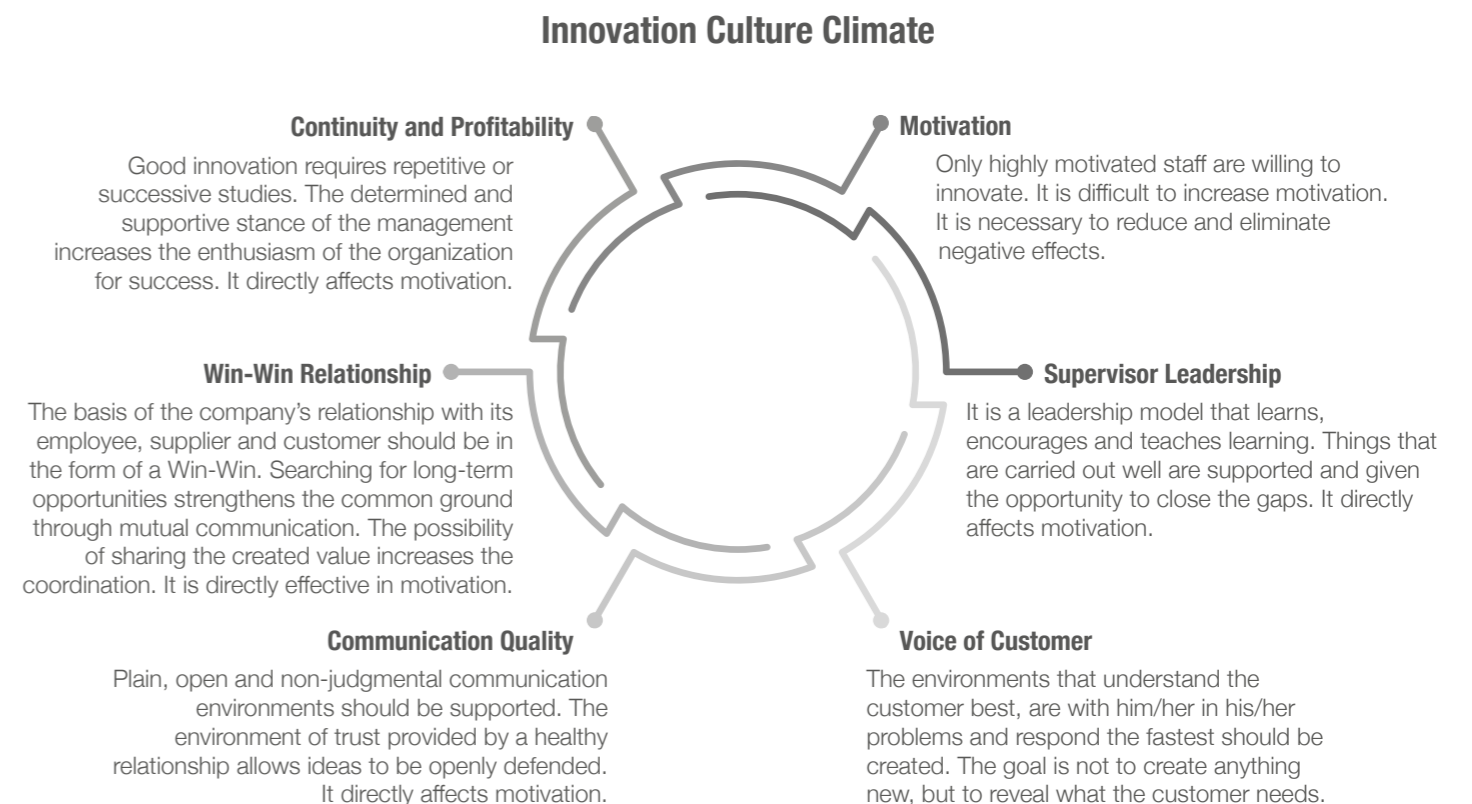 Innovation Culture Climate
Continuity and Profitability
Good innovation requires repetitive or
successive studies. The determined and
supportive stance of the management
increases the enthusiasm of the organization
for success. It directly affects motivation.
Motivation
Only highly motivated staff are willing to
innovate. It is difficult to increase motivation.
It is necessary to reduce and eliminate
negative effects.
Win-Win Relationship
The basis of the company’s relationship with its
employee, supplier and customer should be in
the form of a Win-Win. Searching for long-term
opportunities strengthens the common ground
through mutual communication. The possibility
of sharing the created value increases the
coordination. It is directly effective in motivation.
Supervisor Leadership
It is a leadership model that learns,
encourages and teaches learning. Things that
are carried out well are supported and given
the opportunity to close the gaps. It directly
affects motivation.
Communication Quality
Plain, open and non-judgmental communication
environments should be supported. The
environment of trust provided by a healthy
relationship allows ideas to be openly defended.
It directly affects motivation.
Voice of Customer
The environments that understand the
customer best, are with him/her in his/her
problems and respond the fastest should be
created. The goal is not to create anything
new, but to reveal what the customer needs.